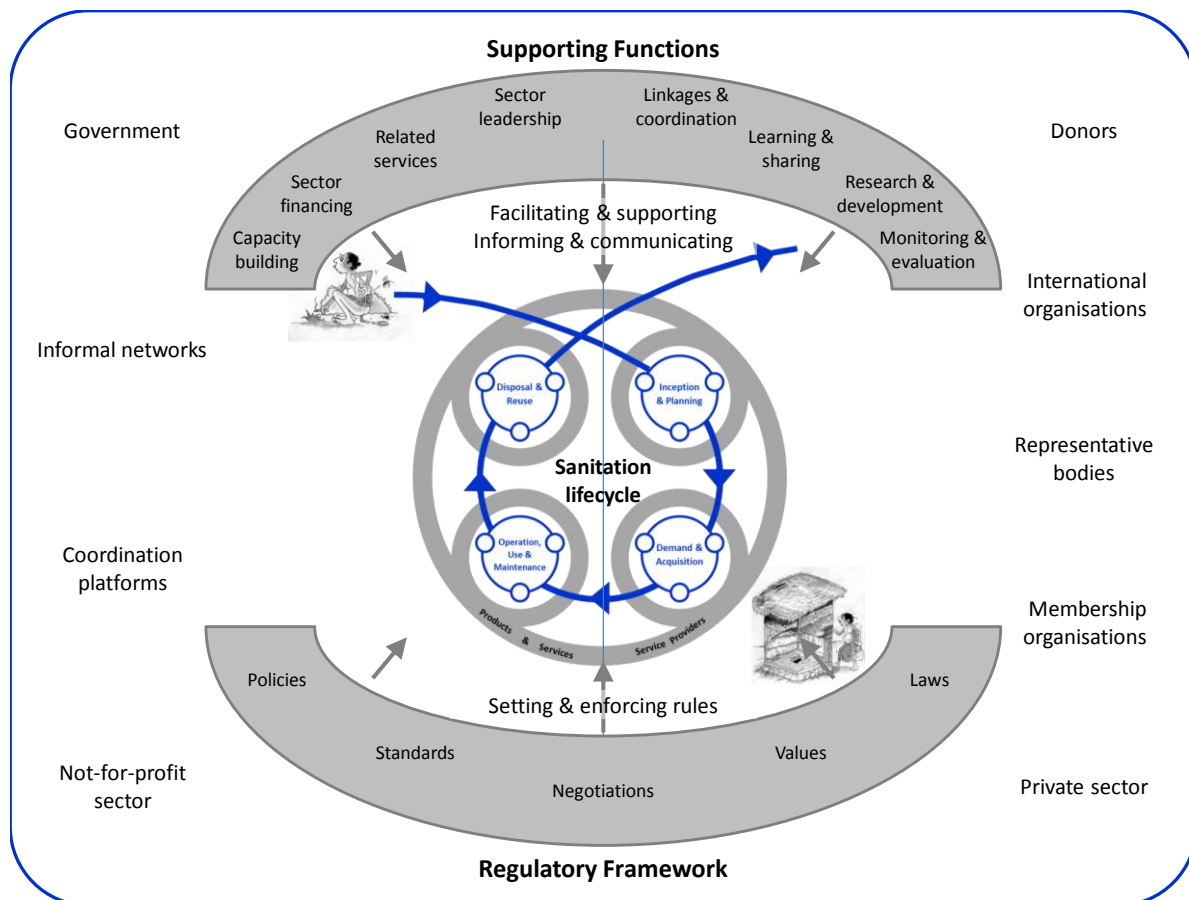 Supporting Functions
Government
Donors
Capacity
building
Sector
financing
Related
services
Sector
leadership
Linkages &
coordination
Learning &
sharing
Research &
development
Monitoring &
evaluation
Facilitating & supporting
Informing & communicating
International
organisations
Informal networks
Disposal &
Reuse
Inception
& Planning
Sanitation
lifecycle
Representative
bodies
Operation,
Use &
Maintenance
Demand &
Acquisition
Coordination
platforms
Products & Services
Service Providers
Membership
organisations
Setting & enforcing rules
Policies
Standards
Negotiations
Values
Laws
Not-for-profit
sector
Private sector
Regulatory Framework